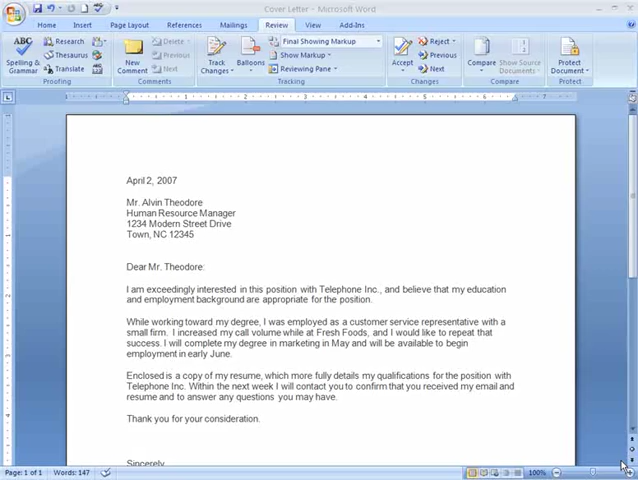 Cover Letter - Microsoft Word
Home Insert Page Layout References Mailings Review View Add-Ins
Spelling & Grammar
Research
Thesaurus
Translate
Proofing
New Comment
Delete
Previous
Next
Comments
Track Changes
Balloons
Final Showing Markup
Show Markup
Reviewing Pane
Tracking
Accept
Reject
Previous
Next
Changes
Compare
Show Source Documents
Compare
Protect Document
Protect
April 2, 2007
Mr. Alvin Theodore
Human Resource Manager
1234 Modern Street Drive
Town, NC 12345
Dear Mr. Theodore:
I am exceedingly interested in this position with Telephone Inc., and believe that my education
and employment background are appropriate for the position.
While working toward my degree, I was employed as a customer service representative with a
small firm. I increased my call volume while at Fresh Foods, and I would like to repeat that
success. I will complete my degree in marketing in May and will be available to begin
employment in early June.
Enclosed is a copy of my resume, which more fully details my qualifications for the position with
Telephone Inc. Within the next week I will contact you to confirm that you received my email and
resume and to answer any questions you may have.
Thank you for your consideration.
Sincerely,
Page: 1 of 1 Words: 147 100%